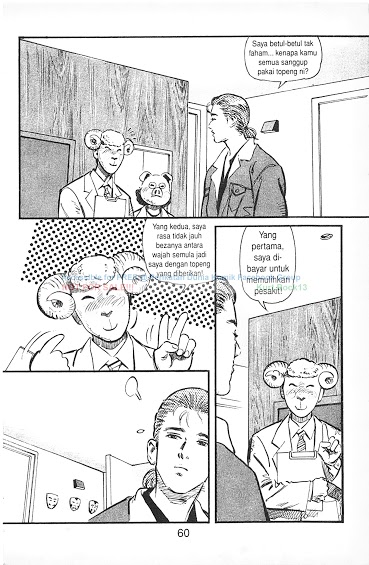 Saya betul-betul tak
faham... kenapa kamu
semua sanggup
pakai topeng ni?
Yang
pertama, saya di-
bayar untuk
memulihkan
pesakit!
Yang kedua, saya
rasa tidak jauh
bezanya antara
wajah semula jadi
saya dengan topeng
yang diberikan!
60